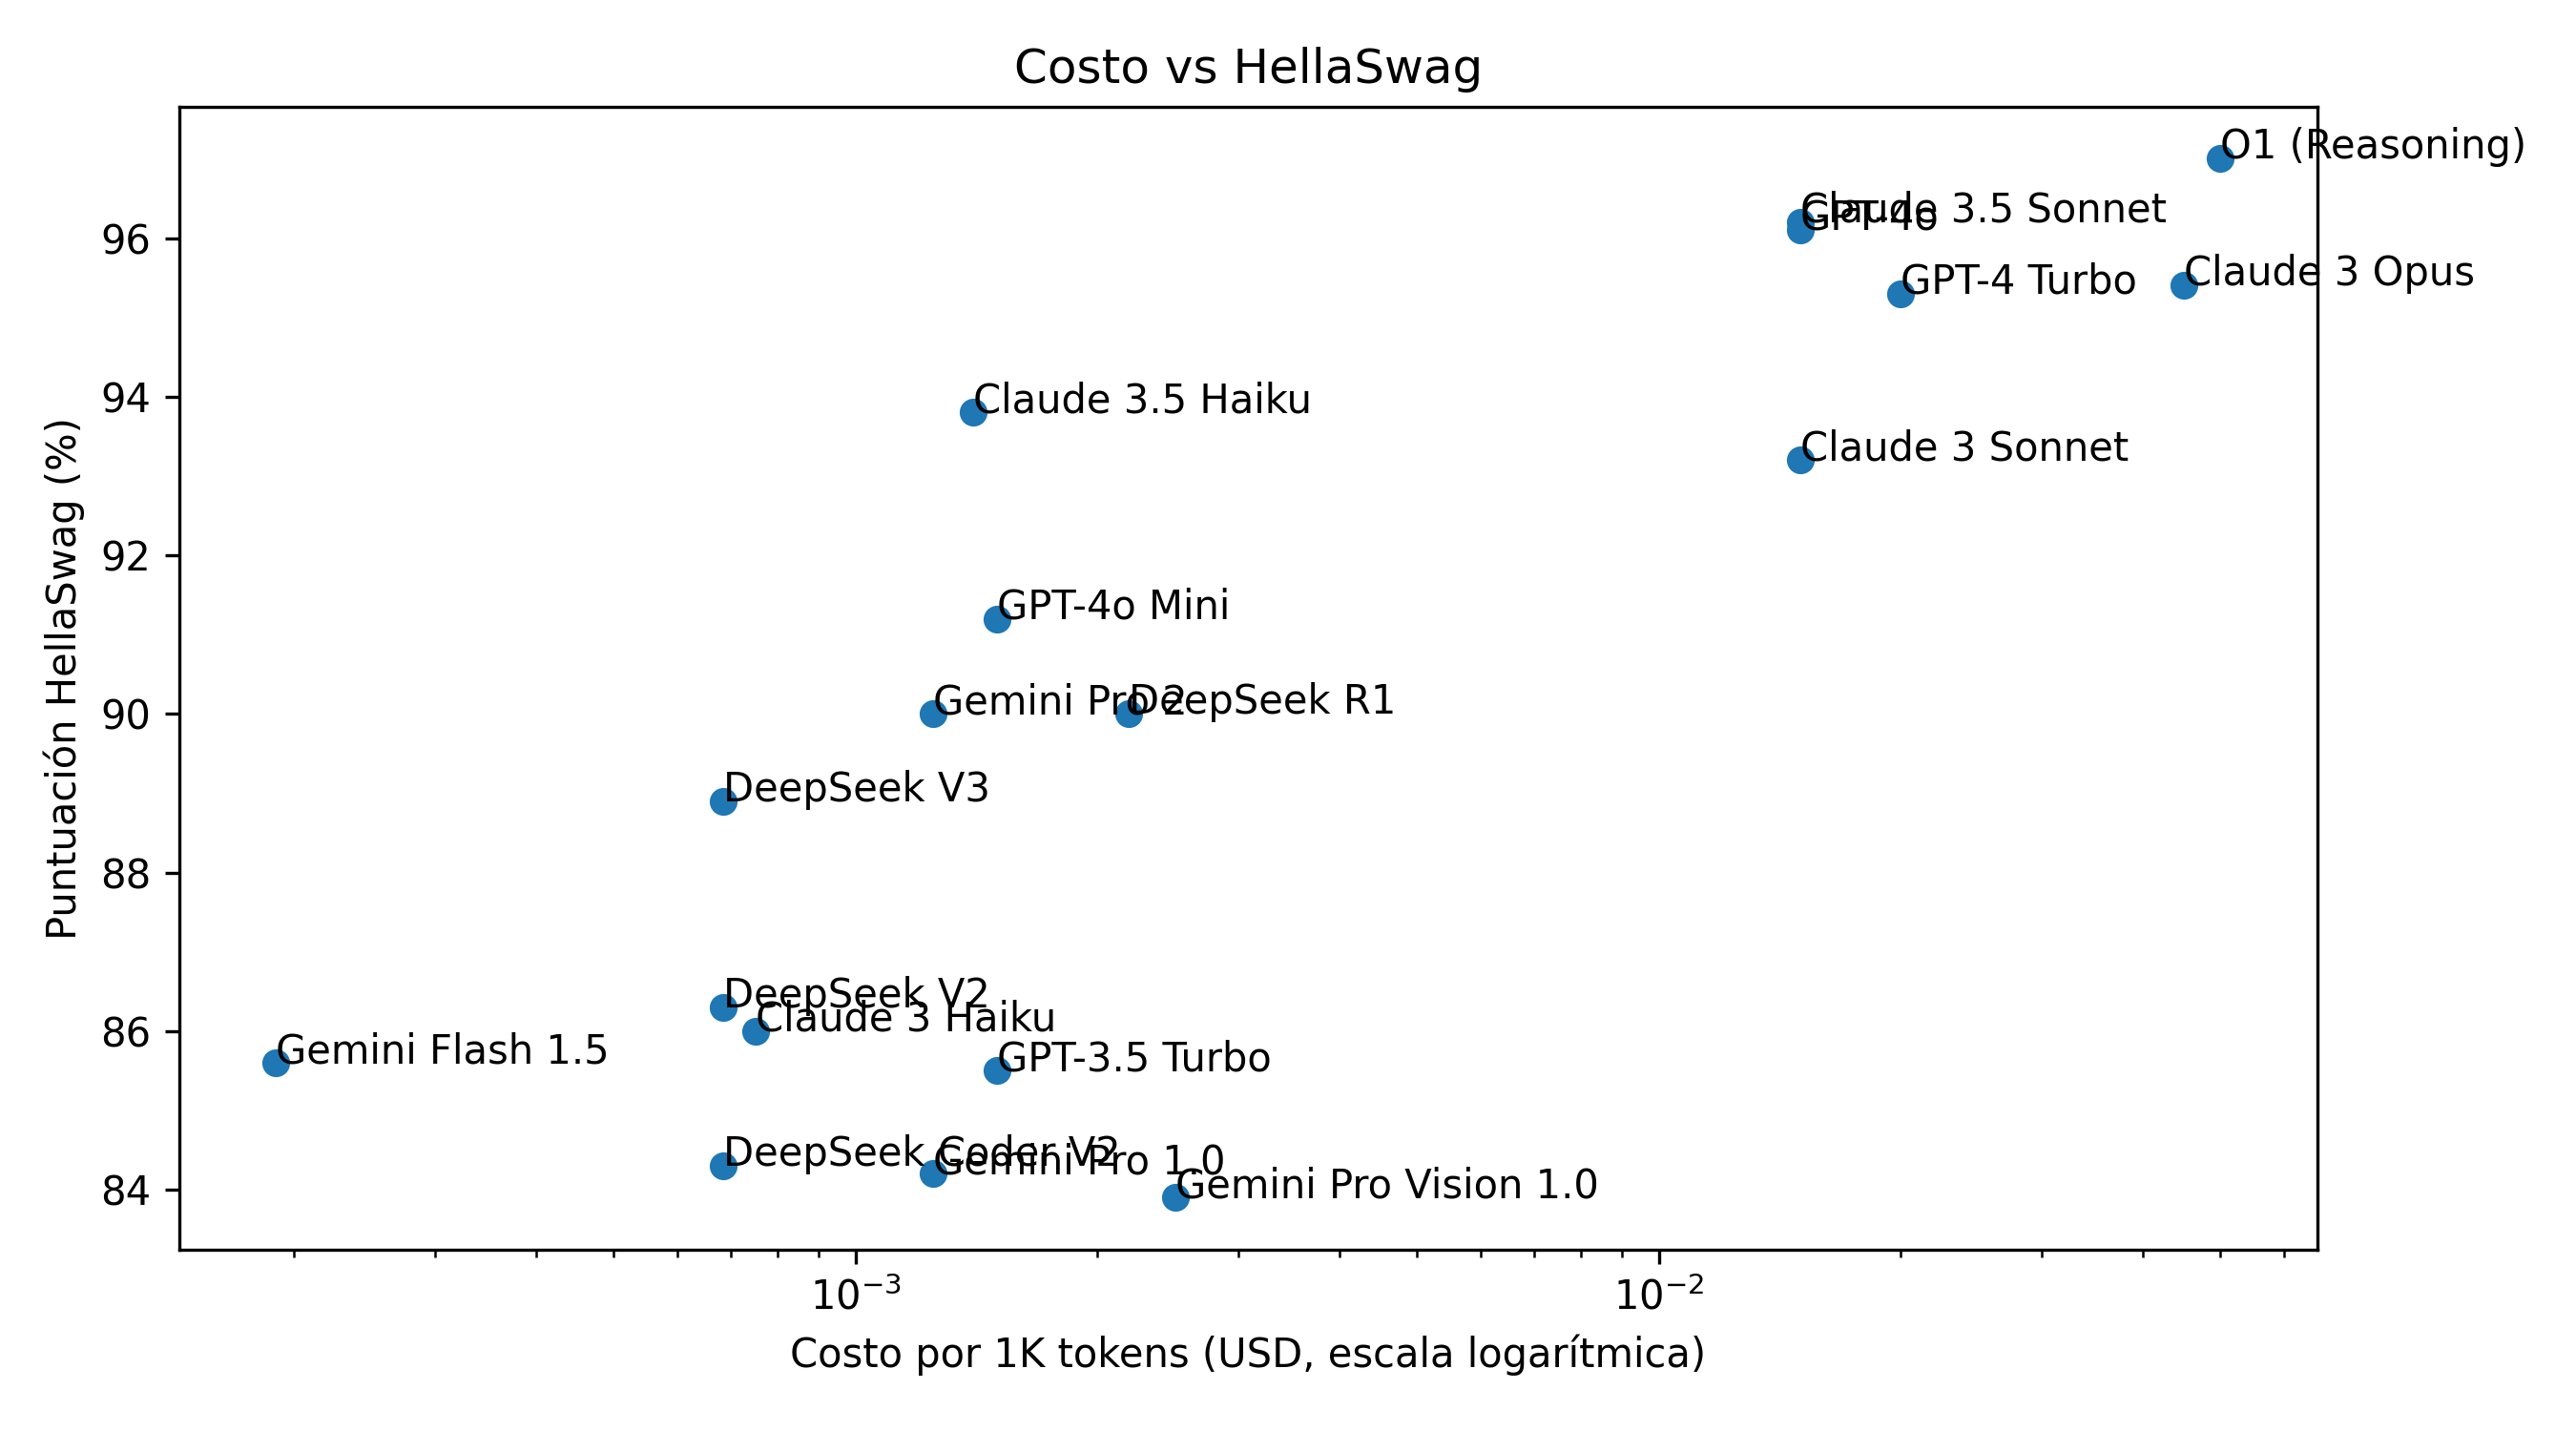 Costo vs HellaSwag
O1 (Reasoning)
Claude 3.5 Sonnet
GPT-4o
Claude 3 Opus
GPT-4 Turbo
Claude 3.5 Haiku
Claude 3 Sonnet
GPT-4o Mini
Gemini Pro 2
DeepSeek R1
DeepSeek V3
DeepSeek V2
Claude 3 Haiku
Gemini Flash 1.5
GPT-3.5 Turbo
DeepSeek Coder V2
Gemini Pro 1.0
Gemini Pro Vision 1.0
96
94
92
90
88
86
84
Puntuación HellaSwag (%)
10⁻³
10⁻²
Costo por 1K tokens (USD, escala logarítmica)